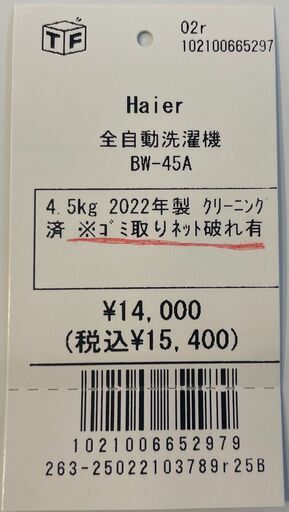 TF
02r
102100665297
Haier
全自動洗濯機
BW-45A
4.5kg 2022年製 ｸﾘｰﾆﾝｸﾞ
済 ※ｺﾞﾐ取りﾈｯﾄ破れ有
¥14,000
(税込¥15,400)
1021006652979
263-25022103789r25B